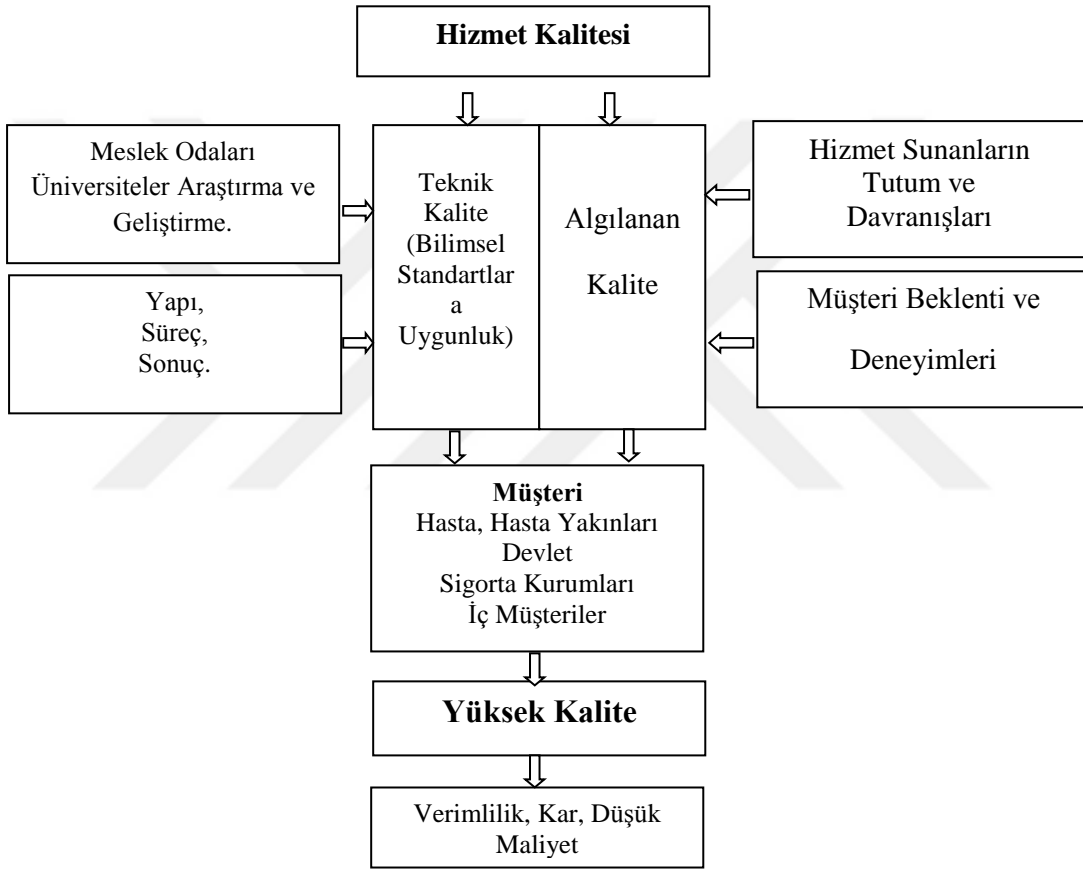 Hizmet Kalitesi
Meslek Odaları
Üniversiteler Araştırma ve
Geliştirme.
Yapı,
Süreç,
Sonuç.
Teknik
Kalite
(Bilimsel
Standartlar
a
Uygunluk)
Algılanan
Kalite
Hizmet Sunanların
Tutum ve
Davranışları
Müşteri Beklenti ve
Deneyimleri
Müşteri
Hasta, Hasta Yakınları
Devlet
Sigorta Kurumları
İç Müşteriler
Yüksek Kalite
Verimlilik, Kar, Düşük
Maliyet